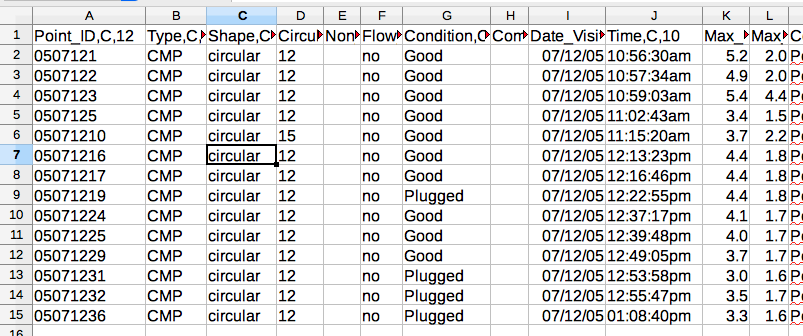 A B C D E F G H I J K L
1 Point_ID,C,12 Type,C, Shape,C Circu Non Flow Condition,C Com Date_Visi Time,C,10 Max_ Max C
2 0507121 CMP circular 12 no Good 07/12/05 10:56:30am 5.2 2.0 P
3 0507122 CMP circular 12 no Good 07/12/05 10:57:34am 4.9 2.0 P
4 0507123 CMP circular 12 no Good 07/12/05 10:59:03am 5.4 4.4 P
5 0507125 CMP circular 12 no Good 07/12/05 11:02:43am 3.4 1.5 P
6 05071210 CMP circular 15 no Good 07/12/05 11:15:20am 3.7 2.2 P
7 05071216 CMP circular 12 no Good 07/12/05 12:13:23pm 4.4 1.8 P
8 05071217 CMP circular 12 no Good 07/12/05 12:16:46pm 4.4 1.8 P
9 05071219 CMP circular 12 no Plugged 07/12/05 12:22:55pm 4.4 1.8 P
10 05071224 CMP circular 12 no Good 07/12/05 12:37:17pm 4.1 1.7 P
11 05071225 CMP circular 12 no Good 07/12/05 12:39:48pm 4.0 1.7 P
12 05071229 CMP circular 12 no Good 07/12/05 12:49:05pm 3.7 1.7 P
13 05071231 CMP circular 12 no Plugged 07/12/05 12:53:58pm 3.0 1.6 P
14 05071232 CMP circular 12 no Plugged 07/12/05 12:55:47pm 3.5 1.7 P
15 05071236 CMP circular 12 no Plugged 07/12/05 01:08:40pm 3.3 1.6 P